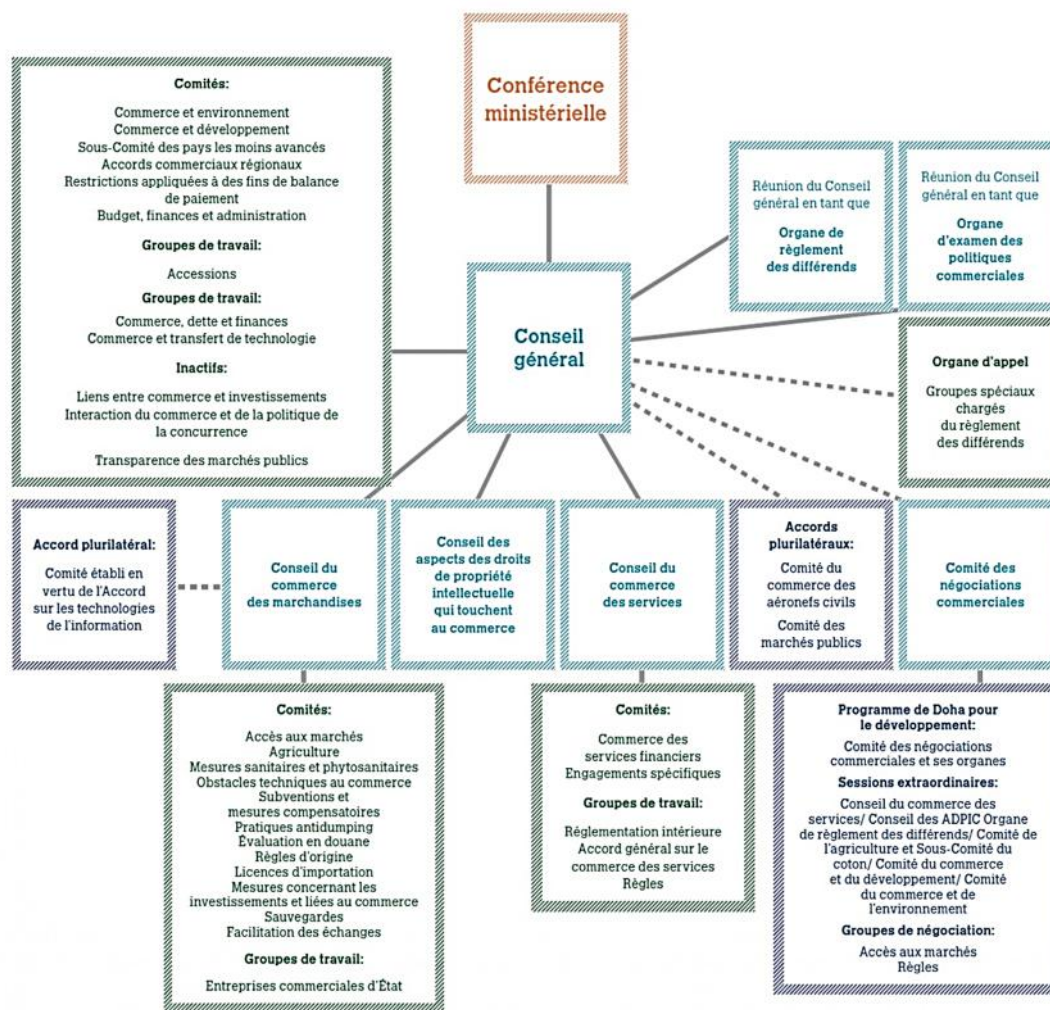 Conférence
ministérielle
Comités:
Commerce et environnement
Commerce et développement
Sous-Comité des pays les moins avancés
Accords commerciaux régionaux
Restrictions appliquées à des fins de balance
de paiement
Budget, finances et administration
Groupes de travail:
Accessions
Groupes de travail:
Commerce, dette et finances
Commerce et transfert de technologie
Inactifs:
Liens entre commerce et investissements
Interaction du commerce et de la politique de
la concurrence
Transparence des marchés publics
Réunion du Conseil
général en tant que
Organe de
règlement
des différends
Réunion du Conseil
général en tant que
Organe
d'examen des
politiques
commerciales
Conseil
général
Organe d'appel
Groupes spéciaux
chargés
du règlement
des différends
Accord plurilatéral:
Comité établi en
vertu de l'Accord
sur les technologies
de l'information
Conseil du
commerce
des marchandises
Conseil des
aspects des droits
de propriété
intellectuelle
qui touchent
au commerce
Conseil du
commerce
des services
Accords
plurilatéraux:
Comité du
commerce des
aéronefs civils
Comité des
marchés publics
Comité des
négociations
commerciales
Comités:
Accès aux marchés
Agriculture
Mesures sanitaires et phytosanitaires
Obstacles techniques au commerce
Subventions et
mesures compensatoires
Pratiques antidumping
Évaluation en douane
Règles d'origine
Licences d'importation
Mesures concernant les
investissements et liées au commerce
Sauvegardes
Facilitation des échanges
Groupes de travail:
Entreprises commerciales d'État
Comités:
Commerce des
services financiers
Engagements spécifiques
Groupes de travail:
Réglementation intérieure
Accord général sur le
commerce des services
Règles
Programme de Doha pour
le développement:
Comité des négociations
commerciales et ses organes
Sessions extraordinaires:
Conseil du commerce des
services/ Conseil des ADPIC Organe
de règlement des différends/ Comité de
l'agriculture et Sous-Comité du
coton/ Comité du commerce
et du développement/ Comité
du commerce et de
l'environnement
Groupes de négociation:
Accès aux marchés
Règles